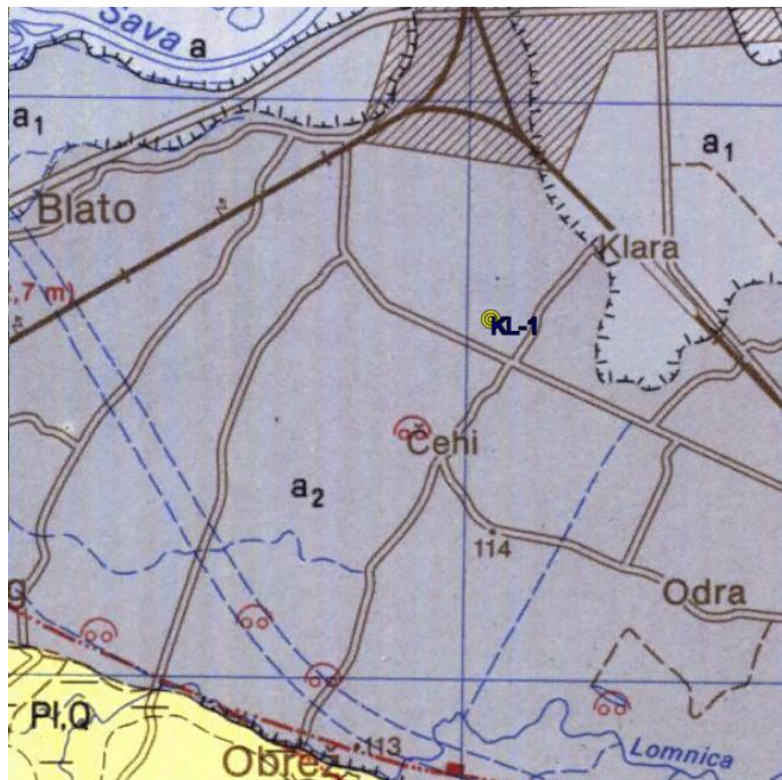 Sava
a
a1
a1
Blato
Klara
,7 m)
KL-1
Čehi
a2
114
Odra
g
Pl,Q
Obrež
113
Lomnica